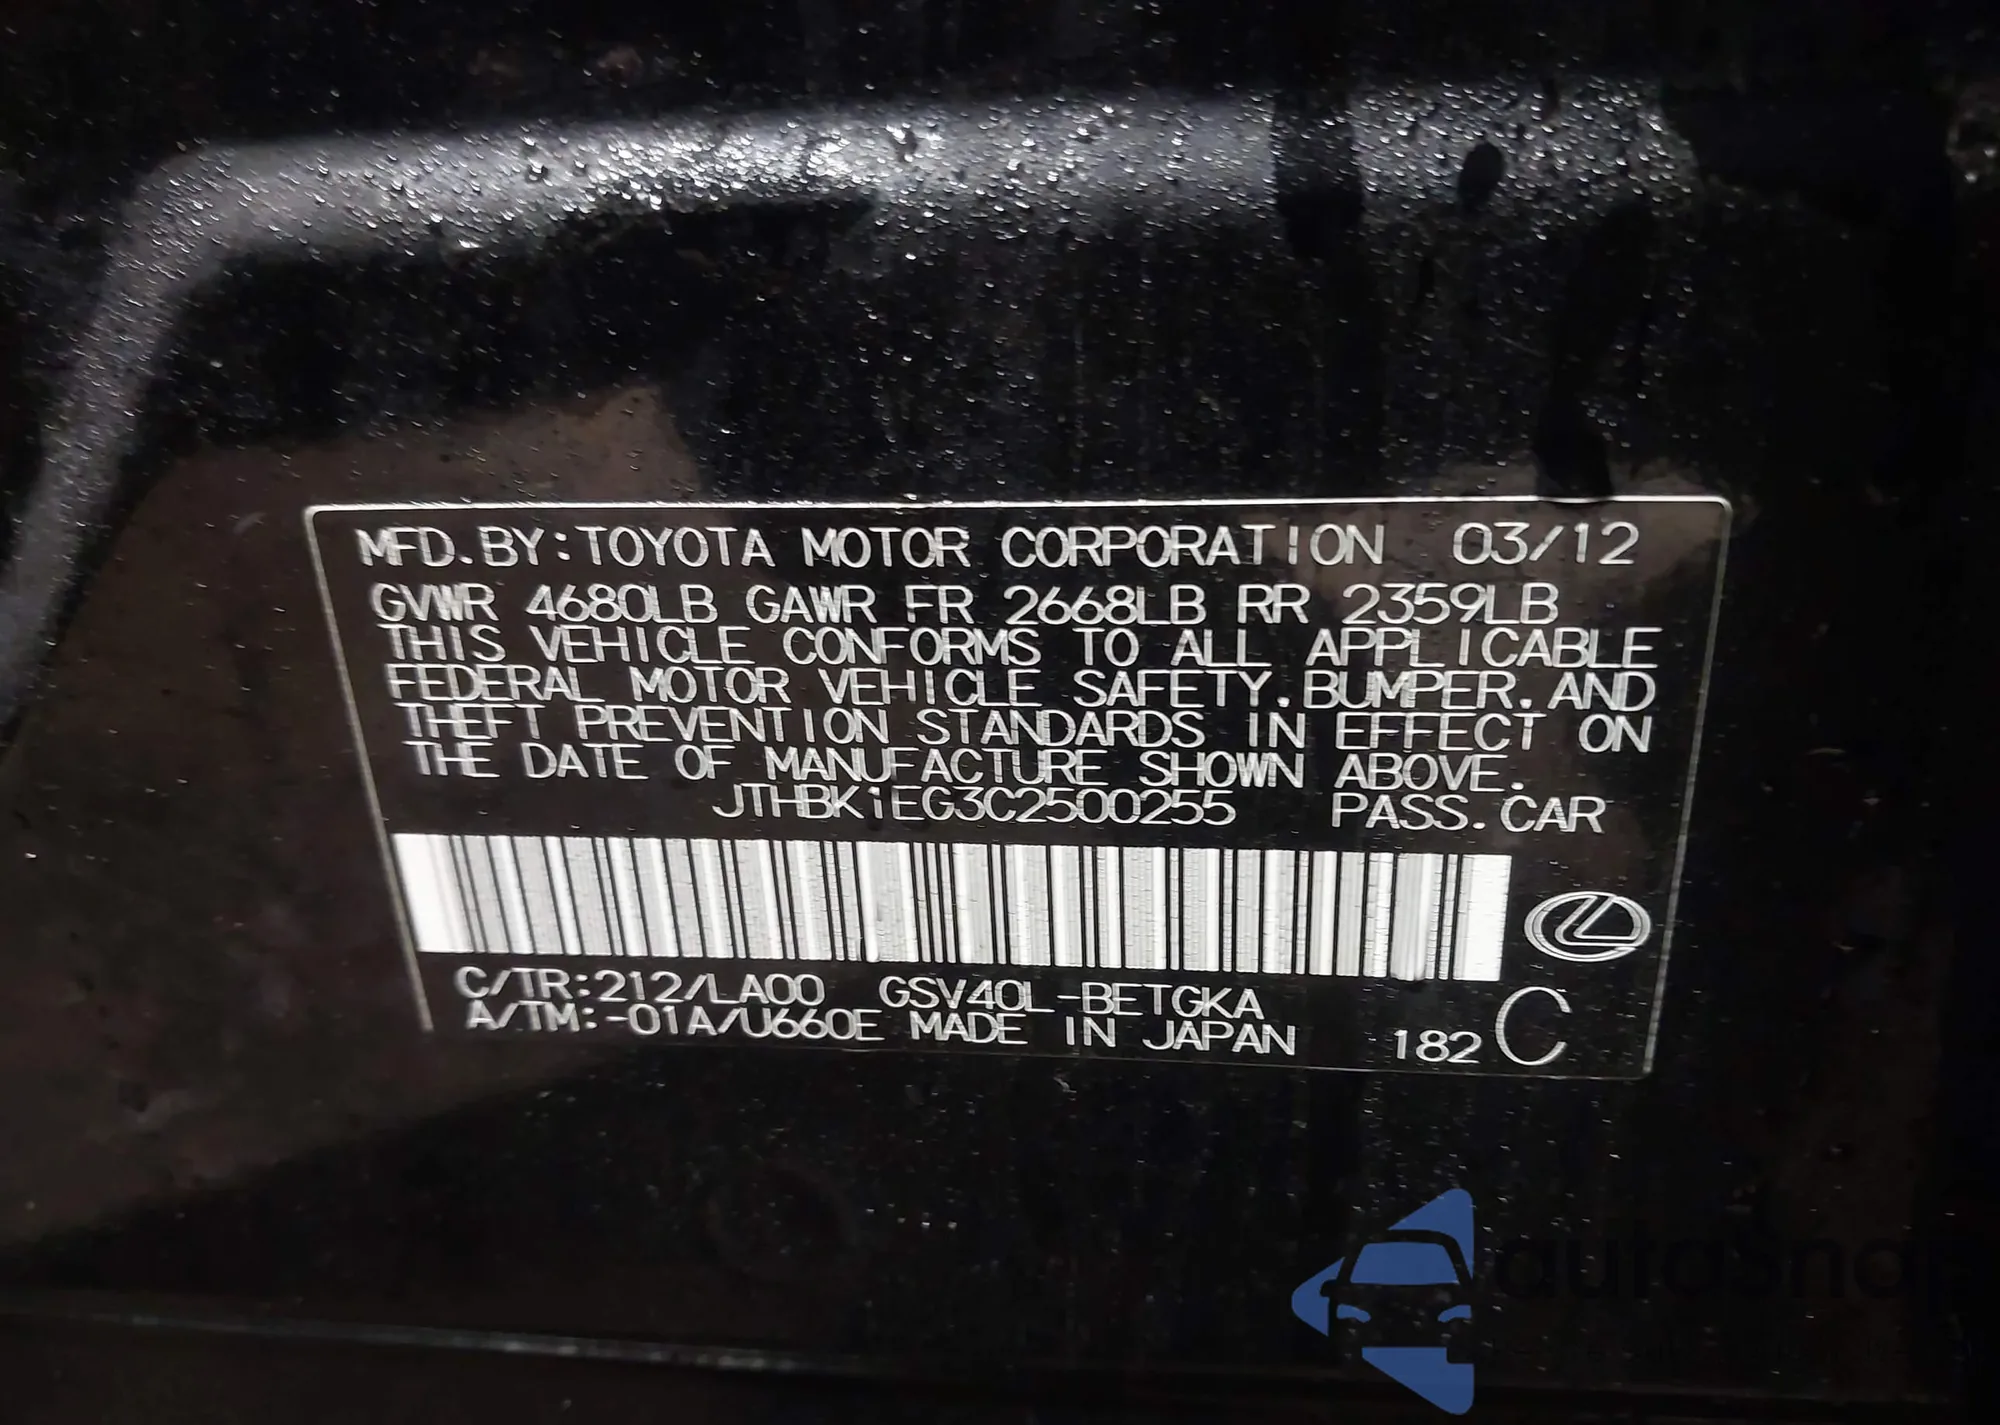 MFD.BY:TOYOTA MOTOR CORPORATION 03/12
GVWR 4680LB GAWR FR 2668LB RR 2359LB
THIS VEHICLE CONFORMS TO ALL APPLICABLE
FEDERAL MOTOR VEHICLE SAFETY.BUMPER.AND
THEFT PREVENTION STANDARDS IN EFFECT ON
THE DATE OF MANUFACTURE SHOWN ABOVE.
JTHBK1EG3C2500255 PASS.CAR
C/TR:212/LA00 GSV40L-BETGKA
A/TM:-01A/U660E MADE IN JAPAN 182 C